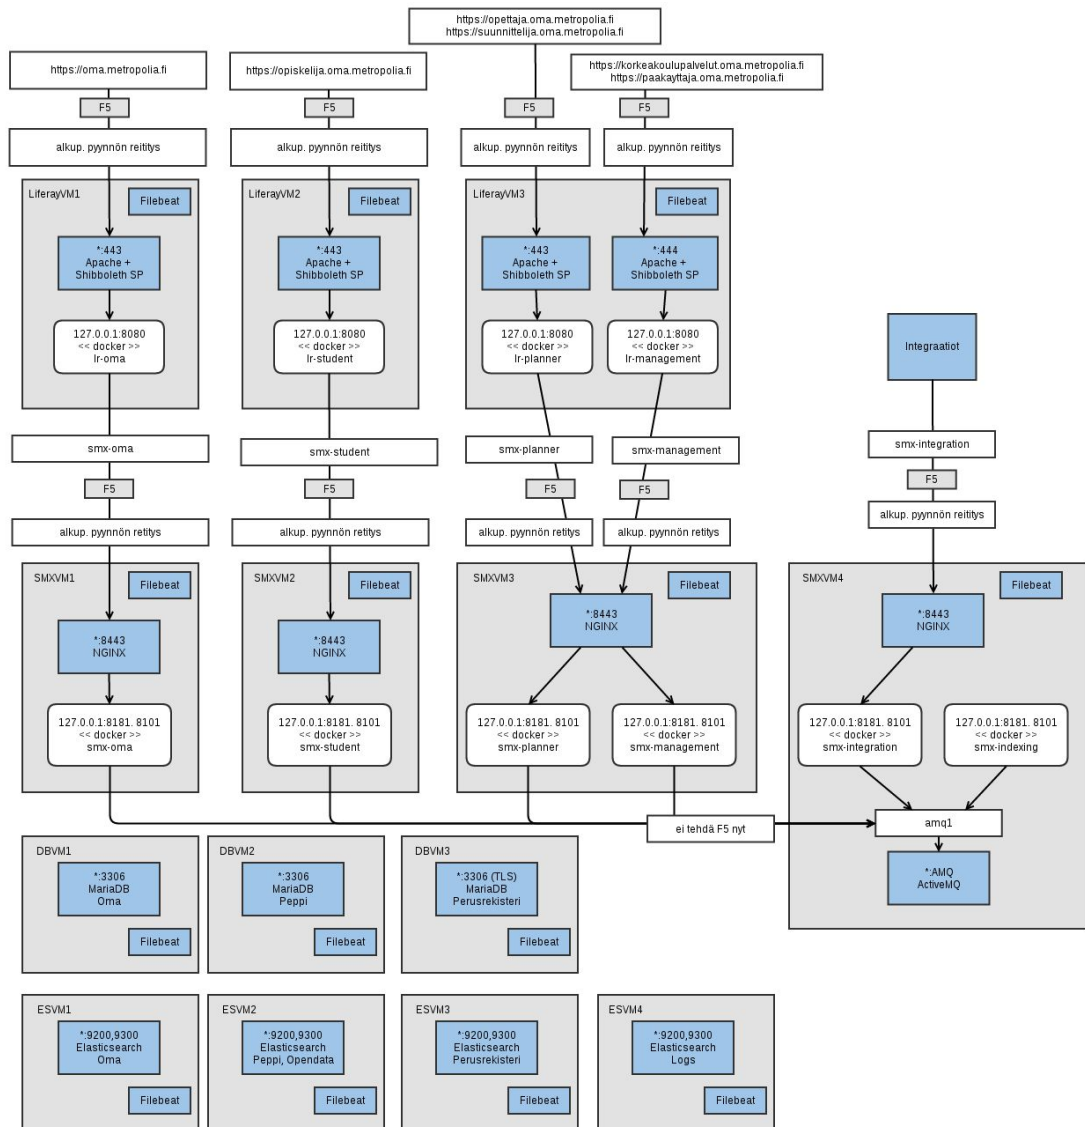 https://opettaja.oma.metropolia.fi
https://suunnittelija.oma.metropolia.fi
https://oma.metropolia.fi
https://opiskelija.oma.metropolia.fi
https://korkeakoulupalvelut.oma.metropolia.fi
https://paakayttaja.oma.metropolia.fi
F5
F5
F5
F5
alkup. pyynnön reititys
alkup. pyynnön reititys
alkup. pyynnön reititys
alkup. pyynnön reititys
LiferayVM1
Filebeat
*:443
Apache +
Shibboleth SP
127.0.0.1:8080
<< docker >>
lr-oma
LiferayVM2
Filebeat
*:443
Apache +
Shibboleth SP
127.0.0.1:8080
<< docker >>
lr-student
LiferayVM3
Filebeat
*:443
Apache +
Shibboleth SP
*:444
Apache +
Shibboleth SP
127.0.0.1:8080
<< docker >>
lr-planner
127.0.0.1:8080
<< docker >>
lr-management
Integraatiot
smx-oma
smx-student
smx-planner
smx-management
smx-integration
F5
F5
F5
F5
F5
alkup. pyynnön retitys
alkup. pyynnön retitys
alkup. pyynnön retitys
alkup. pyynnön retitys
alkup. pyynnön reititys
SMXVM1
Filebeat
*:8443
NGINX
127.0.0.1:8181. 8101
<< docker >>
smx-oma
SMXVM2
Filebeat
*:8443
NGINX
127.0.0.1:8181. 8101
<< docker >>
smx-student
SMXVM3
Filebeat
*:8443
NGINX
127.0.0.1:8181. 8101
<< docker >>
smx-planner
127.0.0.1:8181. 8101
<< docker >>
smx-management
SMXVM4
Filebeat
*:8443
NGINX
127.0.0.1:8181. 8101
<< docker >>
smx-integration
127.0.0.1:8181. 8101
<< docker >>
smx-indexing
ei tehdä F5 nyt
amq1
*:AMQ
ActiveMQ
DBVM1
*:3306
MariaDB
Oma
Filebeat
DBVM2
*:3306
MariaDB
Peppi
Filebeat
DBVM3
*:3306 (TLS)
MariaDB
Perusrekisteri
Filebeat
ESVM1
*:9200,9300
Elasticsearch
Oma
Filebeat
ESVM2
*:9200,9300
Elasticsearch
Peppi, Opendata
Filebeat
ESVM3
*:9200,9300
Elasticsearch
Perusrekisteri
Filebeat
ESVM4
*:9200,9300
Elasticsearch
Logs
Filebeat